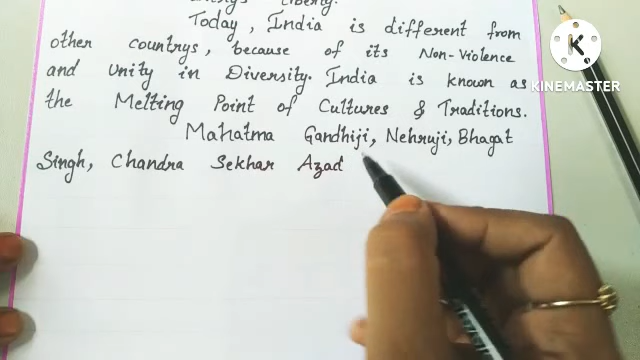 Liberty.
Today, India is different from
other countrys, because of its Non-Violence
and Unity in Diversity. India is known as
the Melting Point of Cultures & Traditions.
Mahatma Gandhiji, Nehruji, Bhagat
Singh, Chandra Sekhar Azad
KINEMASTER